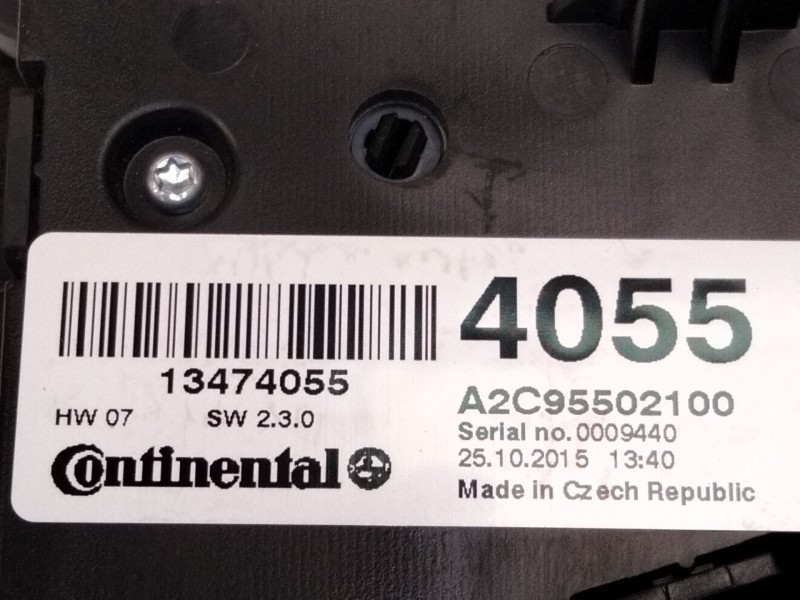 4055
13474055
A2C95502100
HW 07 SW 2.3.0
Serial no. 0009440
25.10.2015 13:40
Continental
Made in Czech Republic